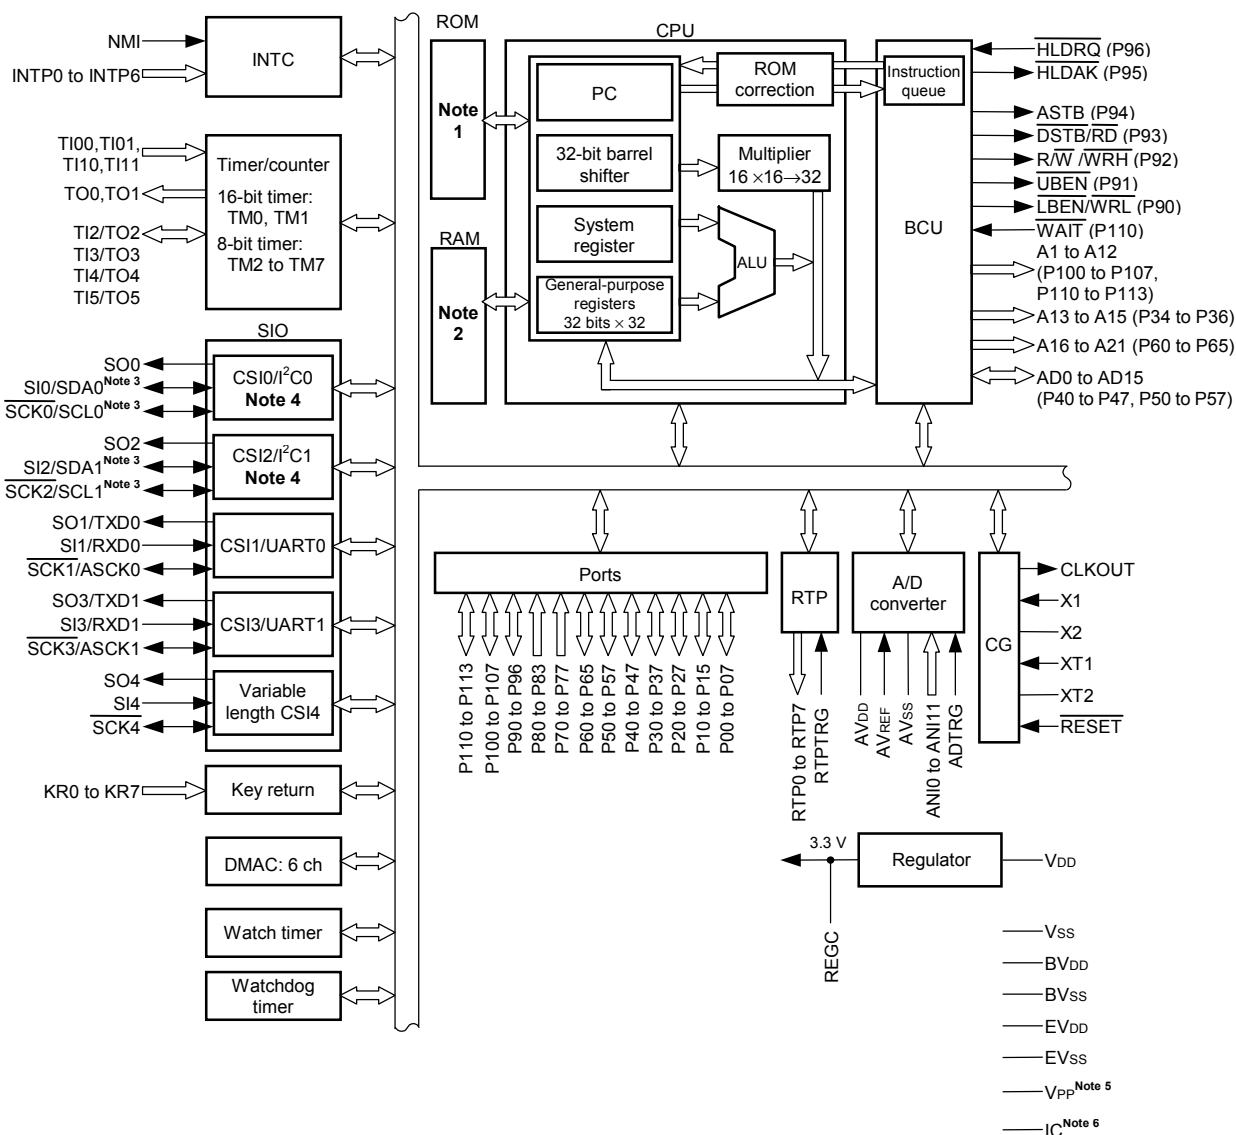 NMI
INTP0 to INTP6
INTC
TI00,TI01,
TI10,TI11
TO0,TO1
TI2/TO2
TI3/TO3
TI4/TO4
TI5/TO5
Timer/counter
16-bit timer:
TM0, TM1
8-bit timer:
TM2 to TM7
SIO
SO0
SI0/SDA0 Note 3
SCK0/SCL0 Note 3
CSI0/I²C0
Note 4
SO2
SI2/SDA1 Note 3
SCK2/SCL1 Note 3
CSI2/I²C1
Note 4
SO1/TXD0
SI1/RXD0
SCK1/ASCK0
CSI1/UART0
SO3/TXD1
SI3/RXD1
SCK3/ASCK1
CSI3/UART1
SO4
SI4
SCK4
Variable
length CSI4
KR0 to KR7
Key return
DMAC: 6 ch
Watch timer
Watchdog
timer
ROM
Note
1
RAM
Note
2
CPU
PC
32-bit barrel
shifter
System
register
General-purpose
registers
32 bits × 32
ROM
correction
Multiplier
16 ×16→32
ALU
Instruction
queue
BCU
HLDRQ (P96)
HLDAK (P95)
ASTB (P94)
DSTB/RD (P93)
R/W /WRH (P92)
UBEN (P91)
LBEN/WRL (P90)
WAIT (P110)
A1 to A12
(P100 to P107,
P110 to P113)
A13 to A15 (P34 to P36)
A16 to A21 (P60 to P65)
AD0 to AD15
(P40 to P47, P50 to P57)
Ports
P110 to P113
P100 to P107
P90 to P96
P80 to P83
P70 to P77
P60 to P65
P50 to P57
P40 to P47
P30 to P37
P20 to P27
P10 to P15
P00 to P07
RTP
RTP0 to RTP7
RTPTRG
A/D
converter
AVDD
AVREF
AVSS
ANI0 to ANI11
ADTRG
CG
CLKOUT
X1
X2
XT1
XT2
RESET
3.3 V
Regulator
VDD
REGC
VSS
BVDD
BVSS
EVDD
EVSS
VPP Note 5
IC Note 6